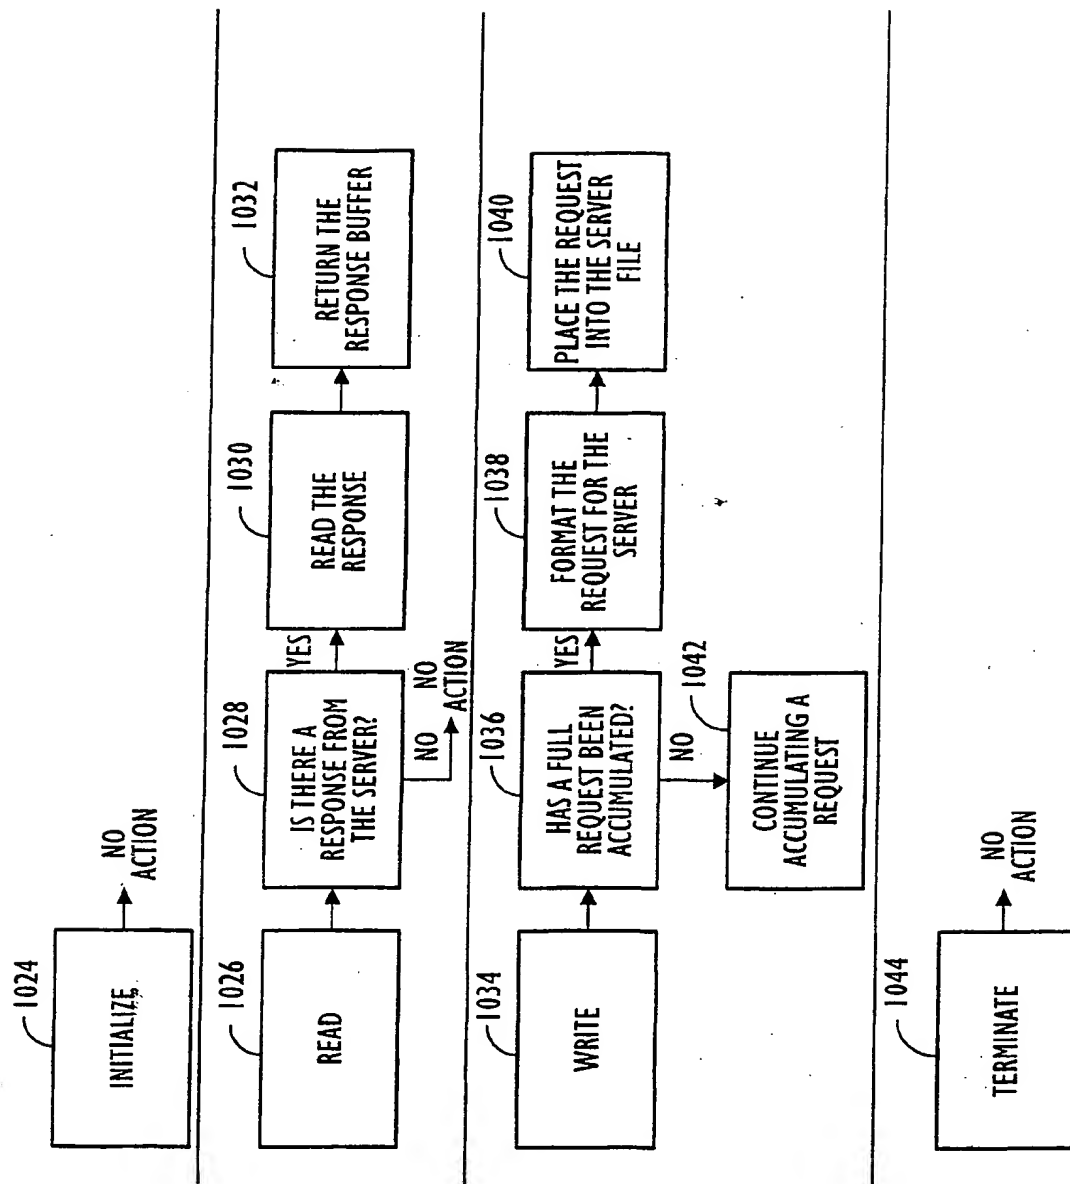 1024
INITIALIZE
NO
ACTION
1026
READ
1028
IS THERE A
RESPONSE FROM
THE SERVER?
YES
NO
NO
ACTION
1030
READ THE
RESPONSE
1032
RETURN THE
RESPONSE BUFFER
1034
WRITE
1036
HAS A FULL
REQUEST BEEN
ACCUMULATED?
YES
NO
1038
FORMAT THE
REQUEST FOR THE
SERVER
1040
PLACE THE REQUEST
INTO THE SERVER
FILE
1042
CONTINUE
ACCUMULATING A
REQUEST
1044
TERMINATE
NO
ACTION